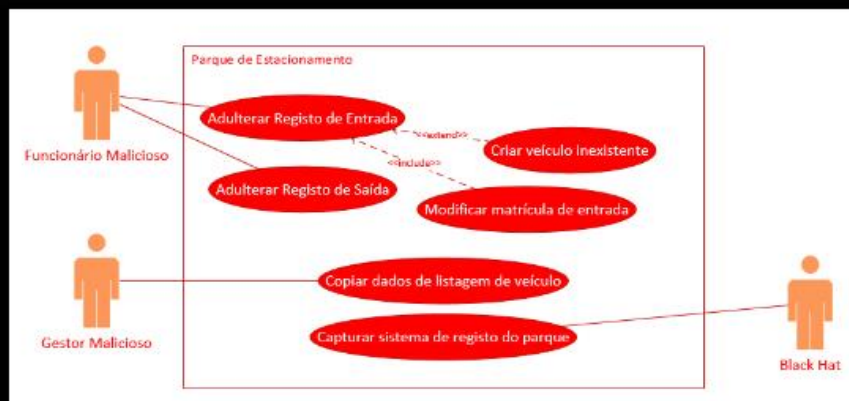 Parque de Estacionamento
Adulterar Registo de Entrada
<<extend>>
Criar veículo inexistente
Funcionário Malicioso
<<include>>
Adulterar Registo de Saída
Modificar matrícula de entrada
Copiar dados de listagem de veículo
Capturar sistema de registo do parque
Gestor Malicioso
Black Hat